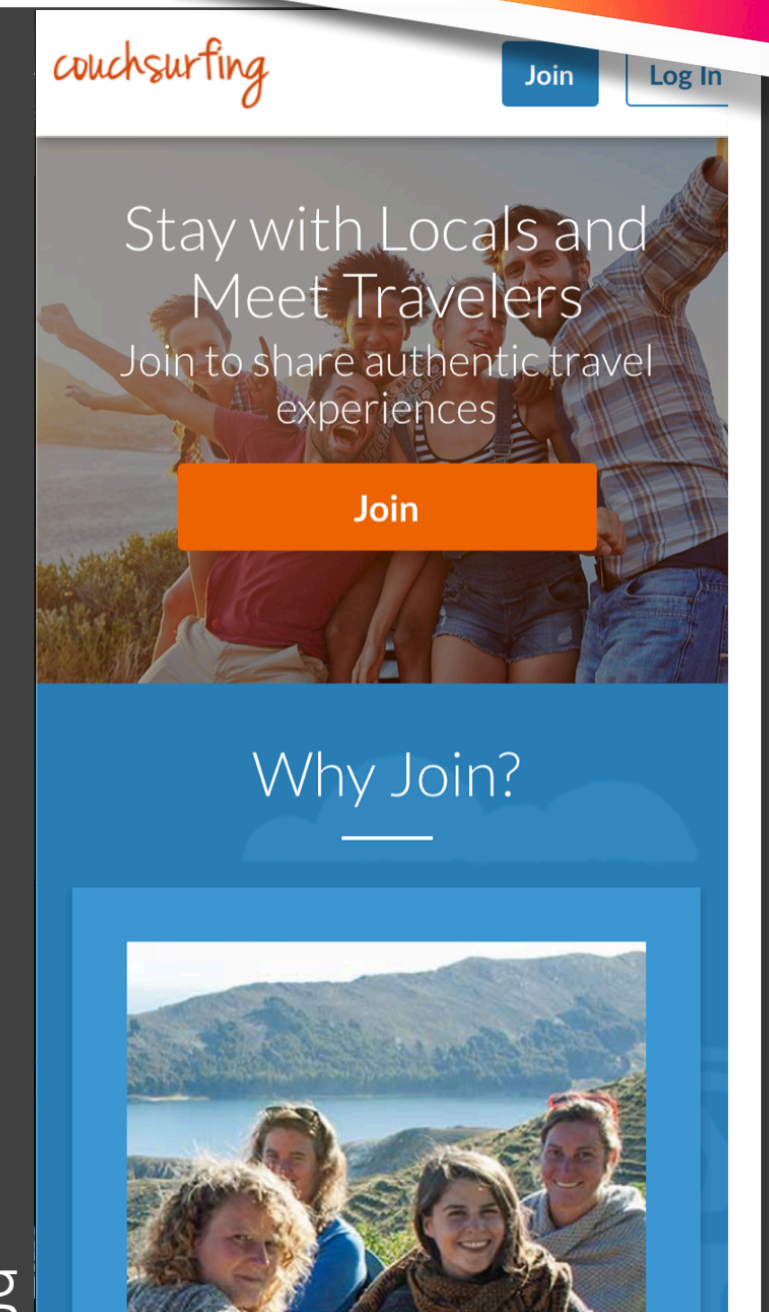 couchsurfing
Join
Log In
Stay with Locals and
Meet Travelers
Join to share authentic travel
experiences
Join
Why Join?
g